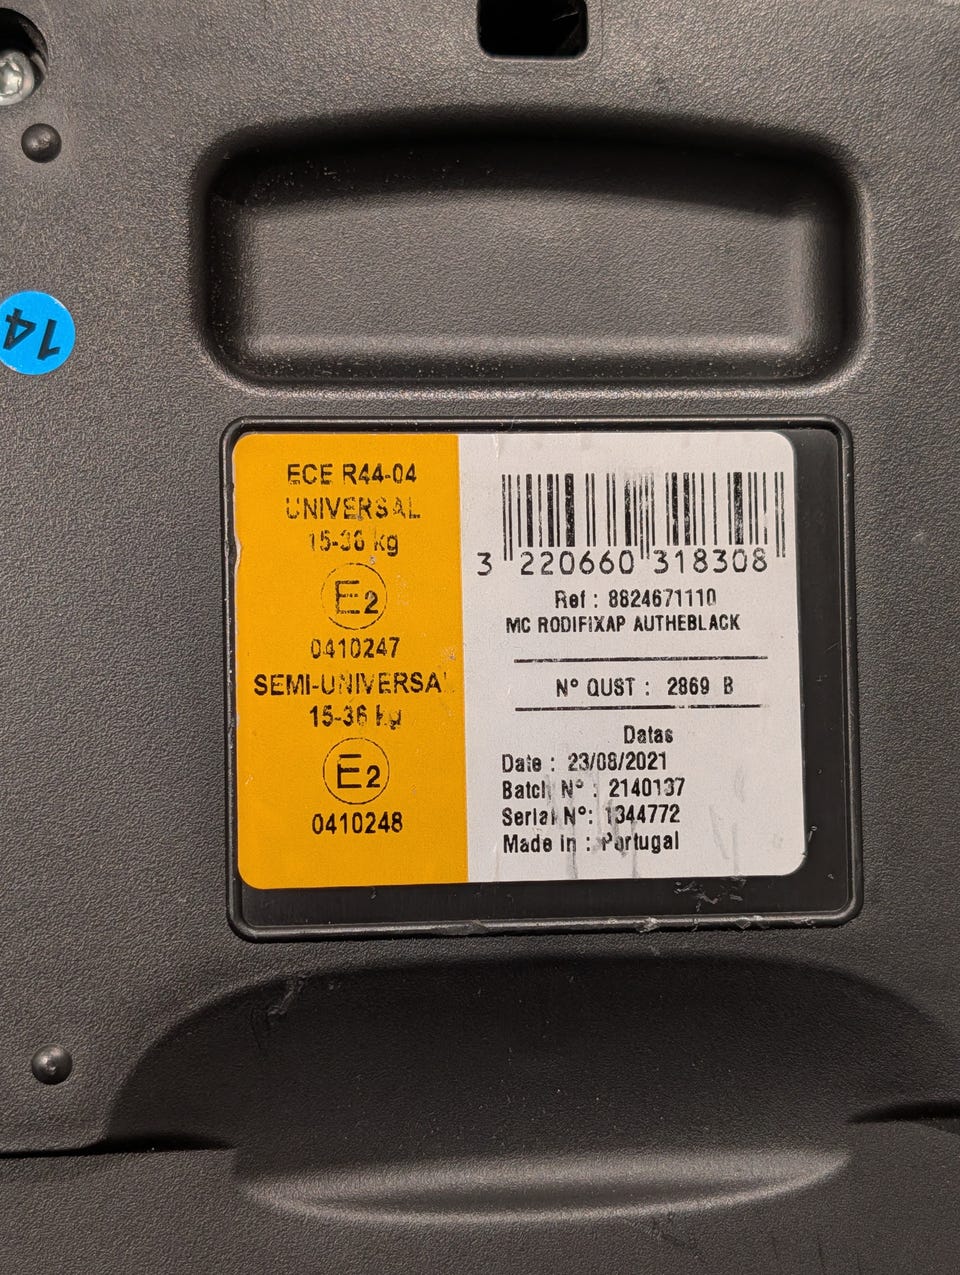 14
ECE R44-04
UNIVERSAL
15-36 kg
E2
0410247
SEMI-UNIVERSA
15-36 kg
E2
0410248
3 220660 318308
Ref : 8824671110
MC RODIFIXAP AUTHEBLACK
N° QUST : 2869 B
Datas
Date : 23/08/2021
Batch N° : 2140137
Serial N°: 1344772
Made in : Portugal